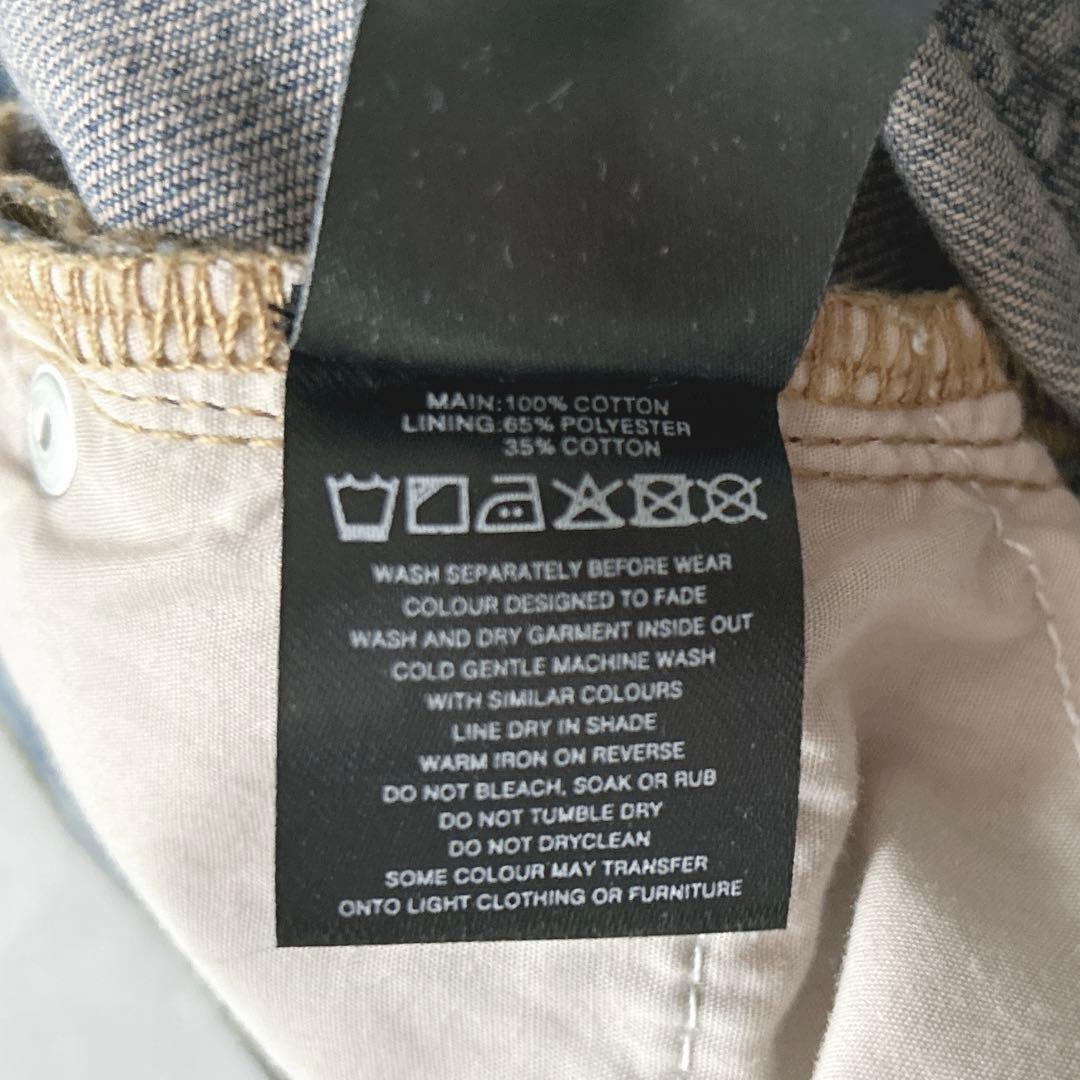 MAIN: 100% COTTON
LINING: 65% POLYESTER
35% COTTON
WASH SEPARATELY BEFORE WEAR
COLOUR DESIGNED TO FADE
WASH AND DRY GARMENT INSIDE OUT
COLD GENTLE MACHINE WASH
WITH SIMILAR COLOURS
LINE DRY IN SHADE
WARM IRON ON REVERSE
DO NOT BLEACH, SOAK OR RUB
DO NOT TUMBLE DRY
DO NOT DRYCLEAN
SOME COLOUR MAY TRANSFER
ONTO LIGHT CLOTHING OR FURNITURE